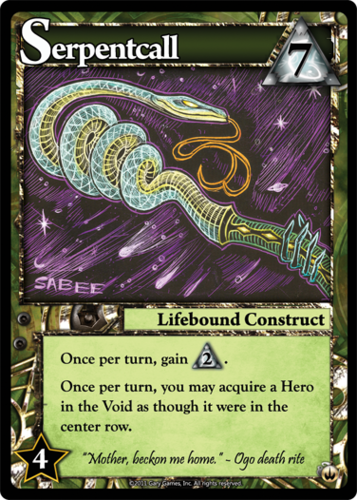 Serpentcall
7
SABEE
Lifebound Construct
Once per turn, gain 2.
Once per turn, you may acquire a Hero
in the Void as though it were in the
center row.
4
"Mother, beckon me home." - Ogo death rite
©2011 Gary Games, Inc. All rights reserved.